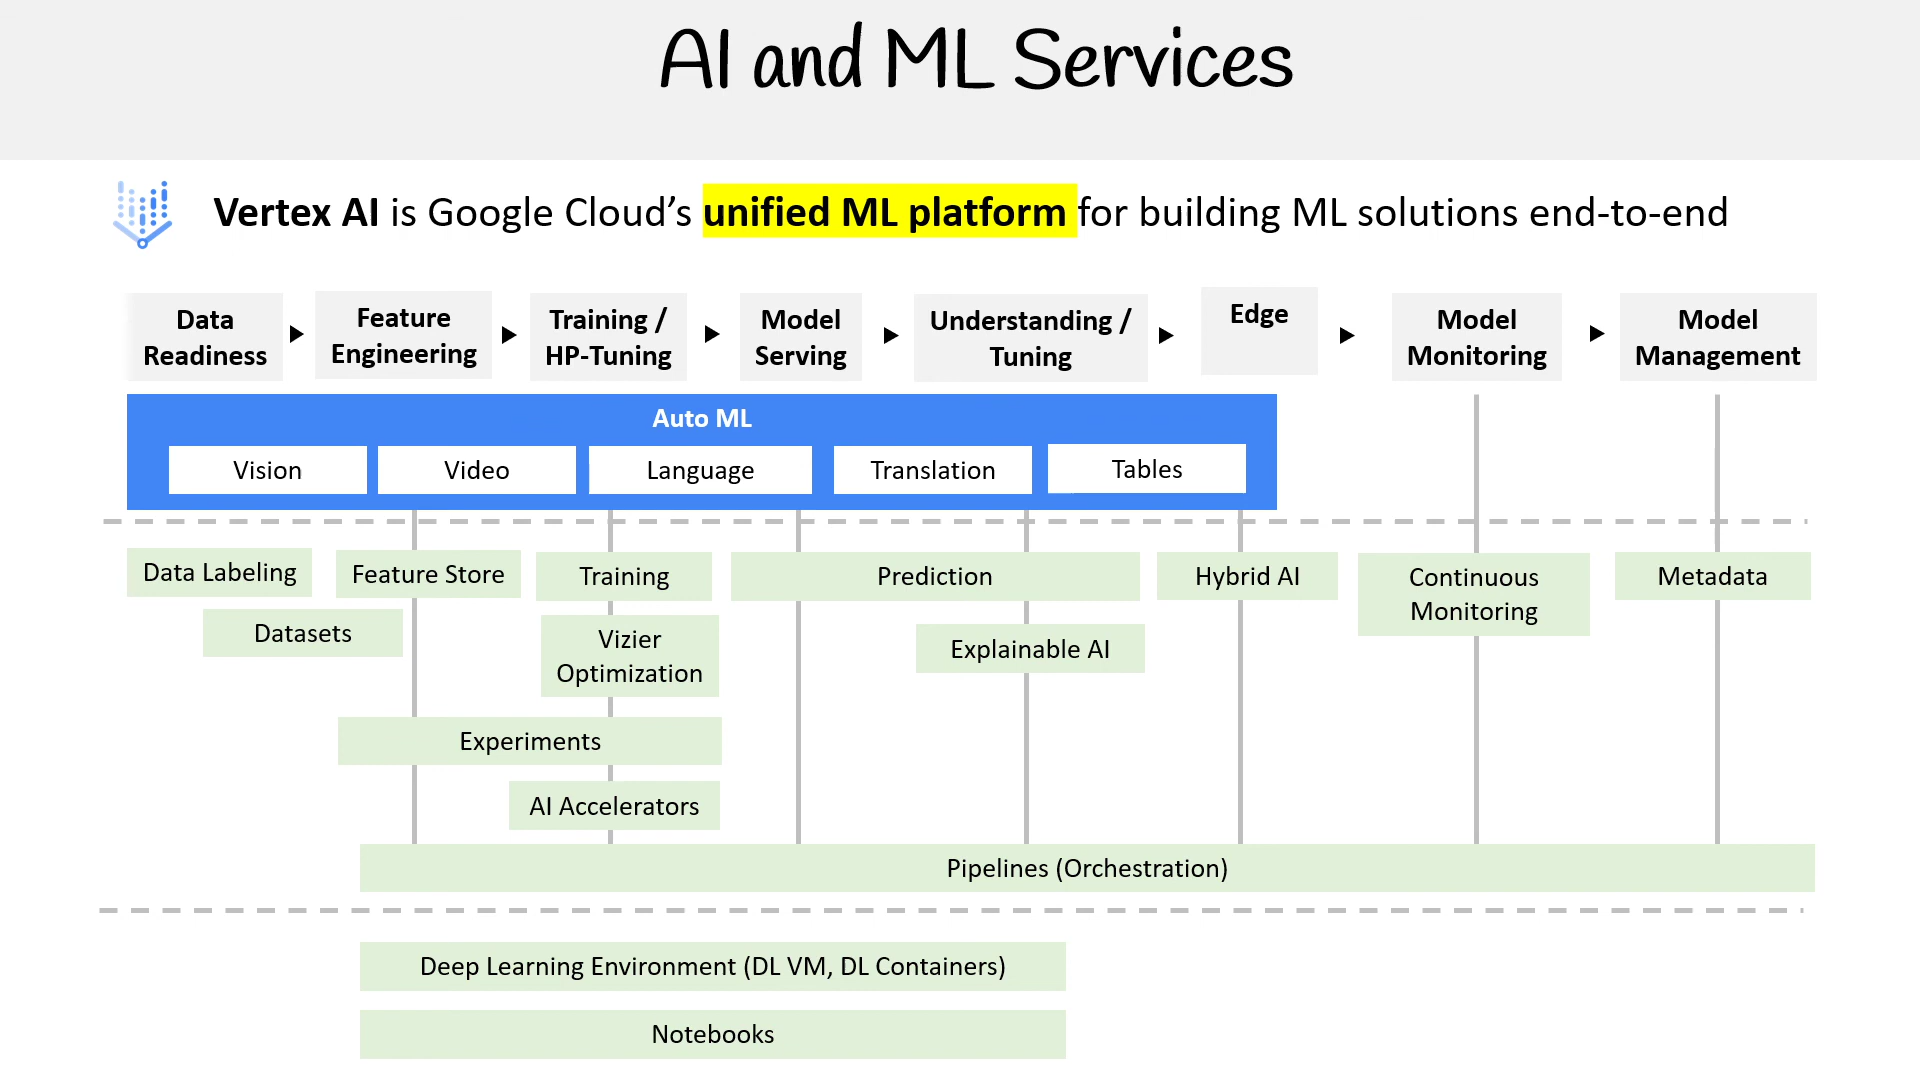 AI and ML Services
Vertex AI is Google Cloud’s unified ML platform for building ML solutions end-to-end
Data
Readiness
Feature
Engineering
Training /
HP-Tuning
Model
Serving
Understanding /
Tuning
Edge
Model
Monitoring
Model
Management
Auto ML
Vision
Video
Language
Translation
Tables
Data Labeling
Feature Store
Training
Prediction
Hybrid AI
Continuous
Monitoring
Metadata
Datasets
Vizier
Optimization
Explainable AI
Experiments
AI Accelerators
Pipelines (Orchestration)
Deep Learning Environment (DL VM, DL Containers)
Notebooks